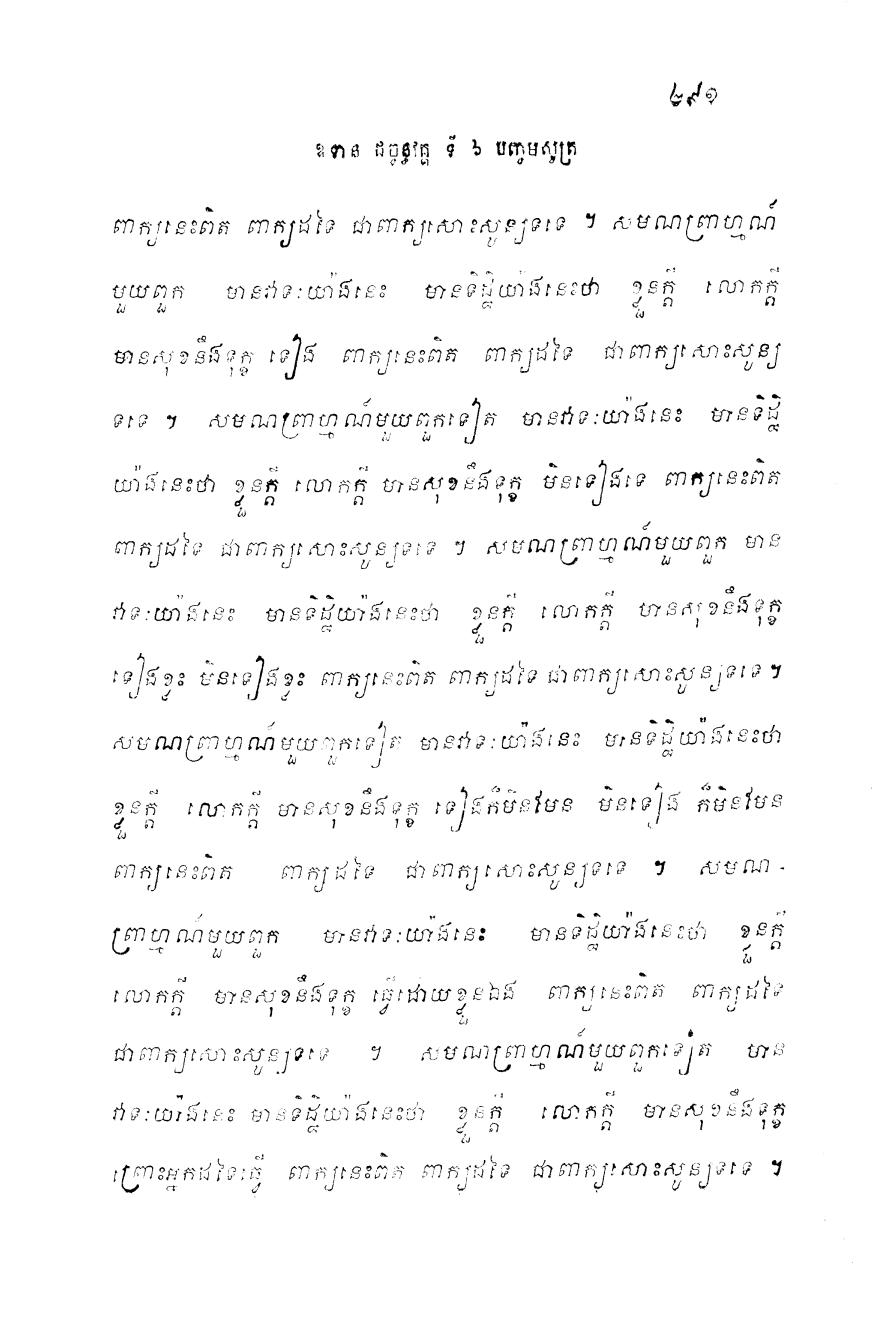 ២៩១
ឧទាន ជច្ចន្ធវគ្គ ទី ៦ បញ្ចមសូត្រ
ពាក្យនេះពិត ពាក្យដទៃ ជាពាក្យសោះសូន្យទទេ ។ សមណព្រាហ្មណ៍
មួយពួក មានវាទៈយ៉ាងនេះ មានទិដ្ឋិយ៉ាងនេះថា ខ្លួនក្តី លោកក្តី
មានសុខនឹងទុក្ខ ទៀង ពាក្យនេះពិត ពាក្យដទៃ ជាពាក្យសោះសូន្យ
ទទេ ។ សមណព្រាហ្មណ៍មួយពួកទៀត មានវាទៈយ៉ាងនេះ មានទិដ្ឋិ
យ៉ាងនេះថា ខ្លួនក្តី លោកក្តី មានសុខនឹងទុក្ខ មិនទៀងទេ ពាក្យនេះពិត
ពាក្យដទៃ ជាពាក្យសោះសូន្យទទេ ។ សមណព្រាហ្មណ៍មួយពួក មាន
វាទៈយ៉ាងនេះ មានទិដ្ឋិយ៉ាងនេះថា ខ្លួនក្តី លោកក្តី មានសុខនឹងទុក្ខ
ទៀងខ្លះ មិនទៀងខ្លះ ពាក្យនេះពិត ពាក្យដទៃ ជាពាក្យសោះសូន្យទទេ។
សមណព្រាហ្មណ៍មួយពួកទៀត មានវាទៈយ៉ាងនេះ មានទិដ្ឋិយ៉ាងនេះថា
ខ្លួនក្តី លោកក្តី មានសុខនឹងទុក្ខ ទៀងក៏មិនមែន មិនទៀង ក៏មិនមែន
ពាក្យនេះពិត ពាក្យដទៃ ជាពាក្យសោះសូន្យទទេ ។ សមណ-
ព្រាហ្មណ៍មួយពួក មានវាទៈយ៉ាងនេះ មានទិដ្ឋិយ៉ាងនេះថា ខ្លួនក្តី
លោកក្តី មានសុខនឹងទុក្ខ ធ្វើដោយខ្លួនឯង ពាក្យនេះពិត ពាក្យដទៃ
ជាពាក្យសោះសូន្យទទេ ។ សមណព្រាហ្មណ៍មួយពួកទៀត មាន
វាទៈយ៉ាងនេះ មានទិដ្ឋិយ៉ាងនេះថា ខ្លួនក្តី លោកក្តី មានសុខនឹងទុក្ខ
ព្រោះអ្នកដទៃធ្វើ ពាក្យនេះពិត ពាក្យដទៃ ជាពាក្យសោះសូន្យទទេ ។